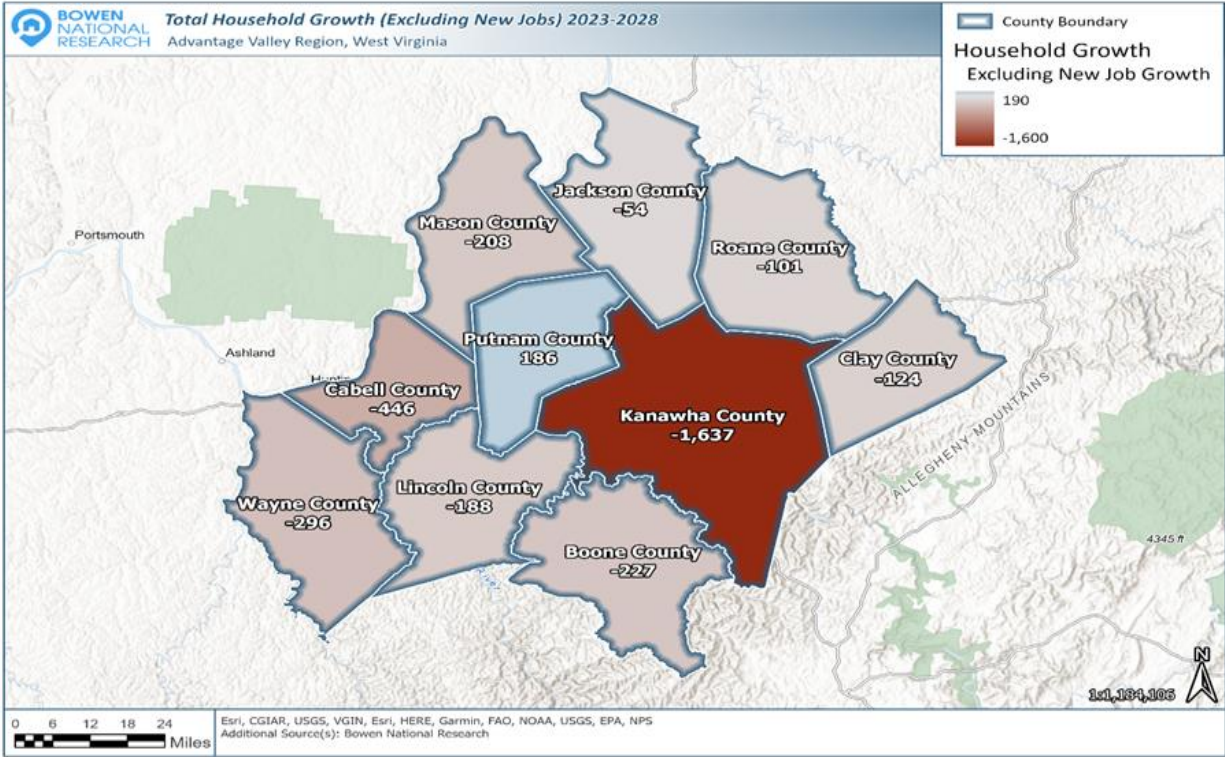 BOWEN
NATIONAL
RESEARCH
Total Household Growth (Excluding New Jobs) 2023-2028
Advantage Valley Region, West Virginia
County Boundary
Household Growth
Excluding New Job Growth
190
-1,600
Jackson County
-54
Mason County
-208
Roane County
-101
Portsmouth
Putnam County
186
Ashland
Clay County
-124
Cabell County
-446
Kanawha County
-1,637
ALLEGHENY MOUNTAINS
Lincoln County
-188
Wayne County
-296
Boone County
-227
4345 ft
N
1:1,184,106
0 6 12 18 24
Miles
Esri, CGIAR, USGS, VGIN, Esri, HERE, Garmin, FAO, NOAA, USGS, EPA, NPS
Additional Source(s): Bowen National Research